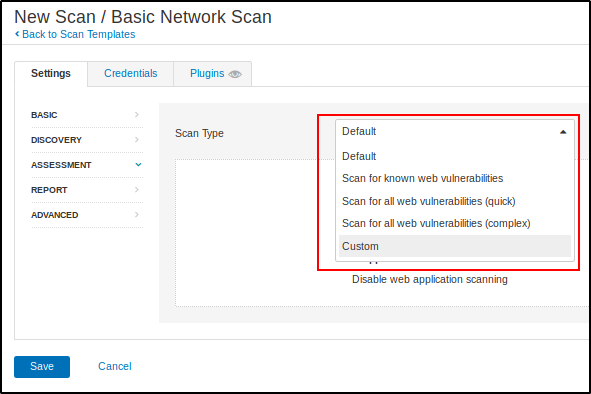 New Scan / Basic Network Scan
Back to Scan Templates
Settings
Credentials
Plugins
BASIC
DISCOVERY
ASSESSMENT
REPORT
ADVANCED
Scan Type
Default
Default
Scan for known web vulnerabilities
Scan for all web vulnerabilities (quick)
Scan for all web vulnerabilities (complex)
Custom
Disable web application scanning
Save
Cancel